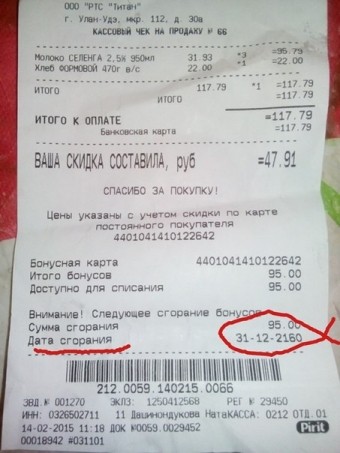 ООО "РТС "Титан"
г. Улан-Удэ, мкр. 112, д. 30а
КАССОВЫЙ ЧЕК НА ПРОДАЖУ № 66
Молоко СЕЛЕНГА 2,5% 950мл 31.93 *3 =95.79
Хлеб ФОРМОВОЙ 470г в/с 22.00 *1 =22.00
ИТОГО 117.79 *1 =117.79
ИТОГО =117.79
ИТОГО К ОПЛАТЕ =117.79
Банковская карта =117.79
ВАША СКИДКА СОСТАВИЛА, руб =47.91
СПАСИБО ЗА ПОКУПКУ!
Цены указаны с учетом скидки по карте
постоянного покупателя
4401041410122642
Бонусная карта 4401041410122642
Итого бонусов 95.00
Доступно для списания 95.00
Внимание! Следующее сгорание бонусов
Сумма сгорания 95.00
Дата сгорания 31-12-2160
212.0059.140215.0066
ЗВД.№ 001270 ЭКЛЗ: 1250412568 РЕГ № 29450
ИНН: 0326502711 11 Дашинондукова Ната КАССА: 0212 ОТД.01
14-02-2015 11:18 ДОК.№ 0059.0029452
00018942 #031101 Pirit